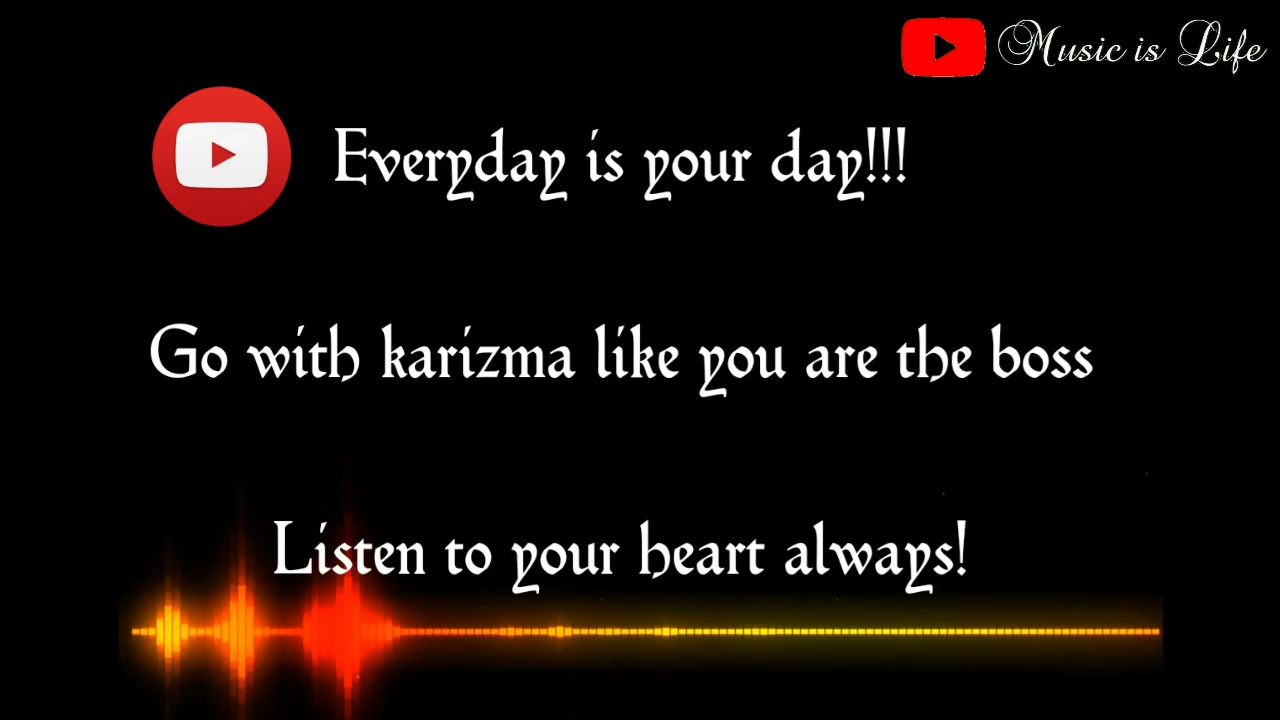 Music is Life
Everyday is your day!!!
Go with karizma like you are the boss
Listen to your heart always!